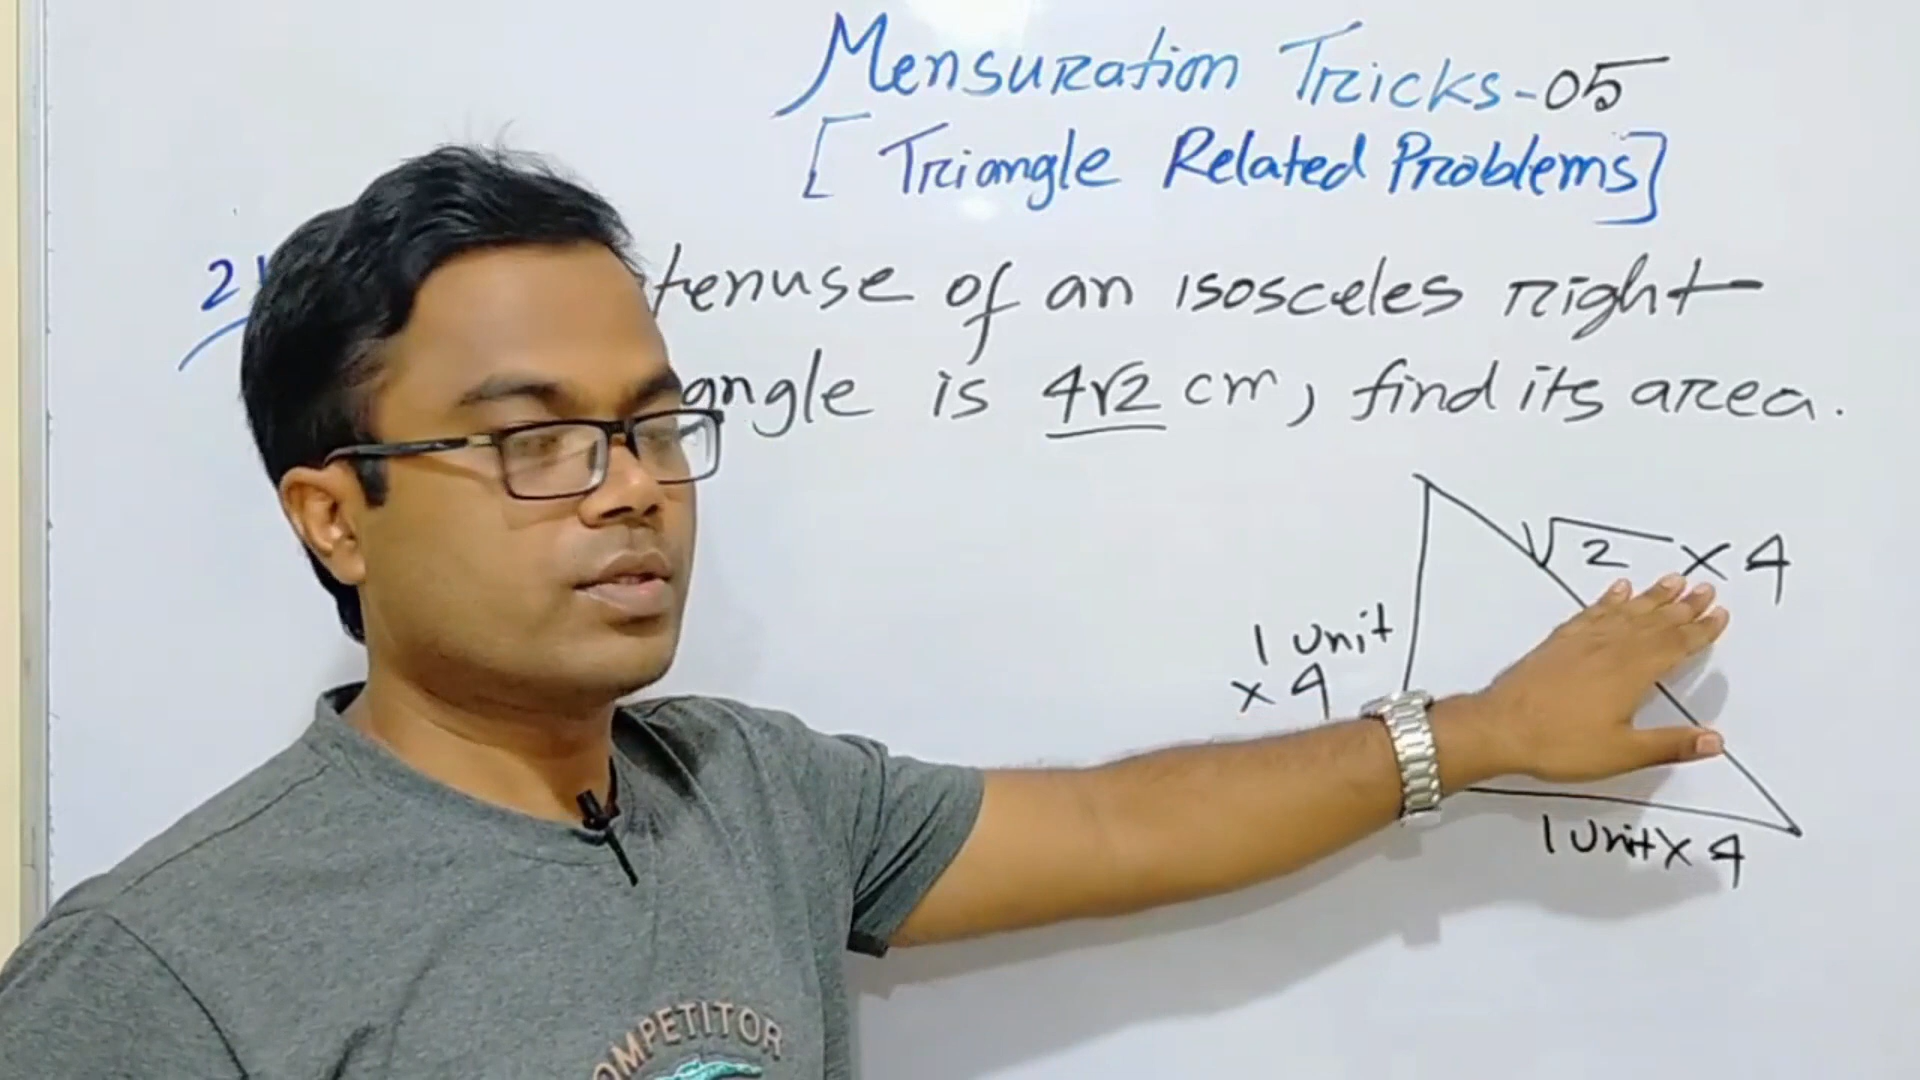 Mensuration Tricks-05
[Triangle Related Problems]
tenuse of an isosceles right
angle is 4√2 cm, find its area.
√2 × 4
1 unit
× 4
1 unit × 4
OMPETITOR